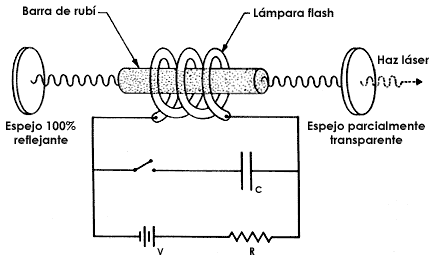 Barra de rubí
Lámpara flash
Haz láser
Espejo 100%
reflejante
Espejo parcialmente
transparente
C
V
R